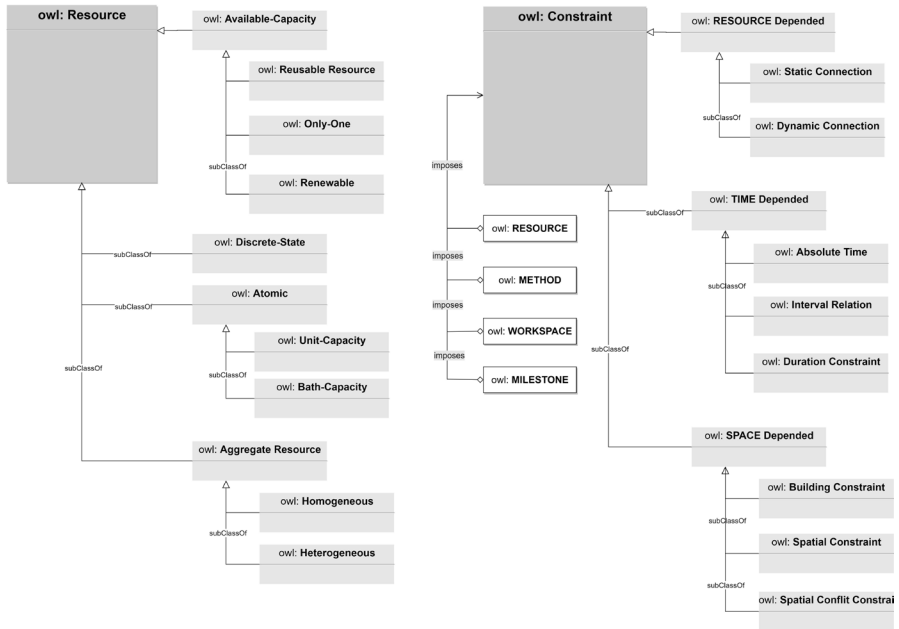 owl: Resource
owl: Available-Capacity
owl: Reusable Resource
owl: Only-One
subClassOf
owl: Renewable
owl: Discrete-State
subClassOf
owl: Atomic
subClassOf
owl: Unit-Capacity
subClassOf
subClassOf
owl: Bath-Capacity
owl: Aggregate Resource
owl: Homogeneous
subClassOf
owl: Heterogeneous
owl: Constraint
owl: RESOURCE Depended
owl: Static Connection
subClassOf
owl: Dynamic Connection
imposes
owl: RESOURCE
imposes
owl: METHOD
imposes
owl: WORKSPACE
imposes
owl: MILESTONE
owl: TIME Depended
subClassOf
owl: Absolute Time
subClassOf
owl: Interval Relation
subClassOf
owl: Duration Constraint
owl: SPACE Depended
owl: Building Constraint
subClassOf
owl: Spatial Constraint
subClassOf
owl: Spatial Conflit Constrai